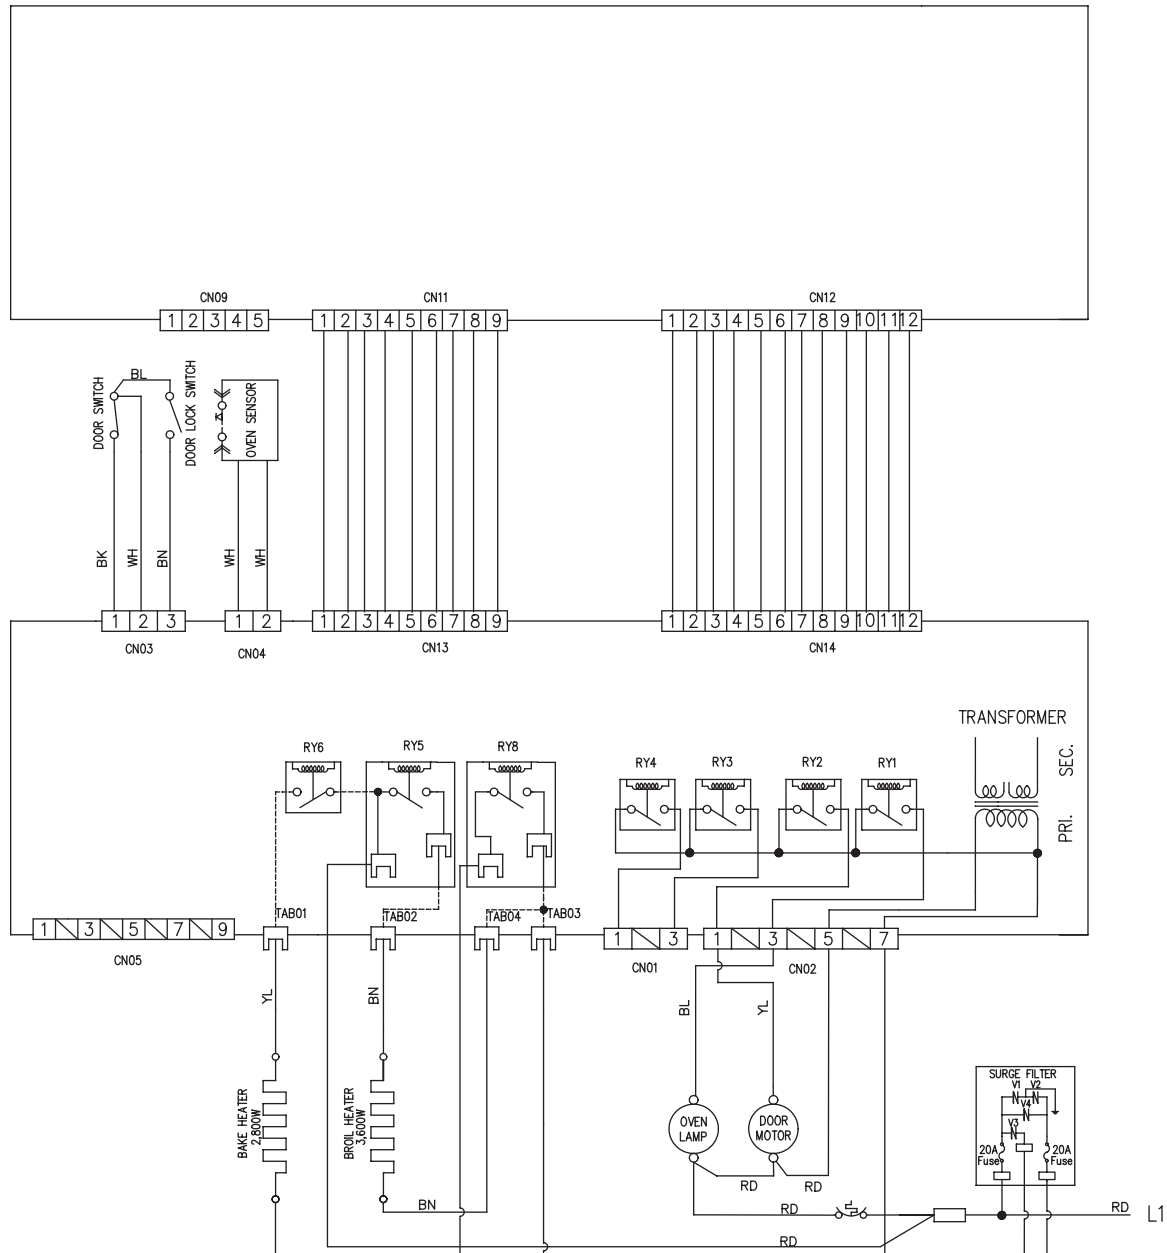 CN09
CN11
CN12
1 2 3 4 5
1 2 3 4 5 6 7 8 9
1 2 3 4 5 6 7 8 9 10 11 12
DOOR SWITCH
BL
DOOR LOCK SWITCH
OVEN SENSOR
BK
WH
BN
WH
WH
1 2 3
1 2
1 2 3 4 5 6 7 8 9
1 2 3 4 5 6 7 8 9 10 11 12
CN03
CN04
CN13
CN14
TRANSFORMER
SEC.
PRI.
RY6
RY5
RY8
RY4
RY3
RY2
RY1
TAB01
TAB02
TAB04
TAB03
1 3 5 7 9
1 3
1 3 5 7
CN05
CN01
CN02
YL
BN
BL
YL
BAKE HEATER
2,800W
BROIL HEATER
3,600W
OVEN
LAMP
DOOR
MOTOR
SURGE FILTER
V1 V2
V4
V3
20A
Fuse
20A
Fuse
RD
RD
BN
RD
RD
L1
RD